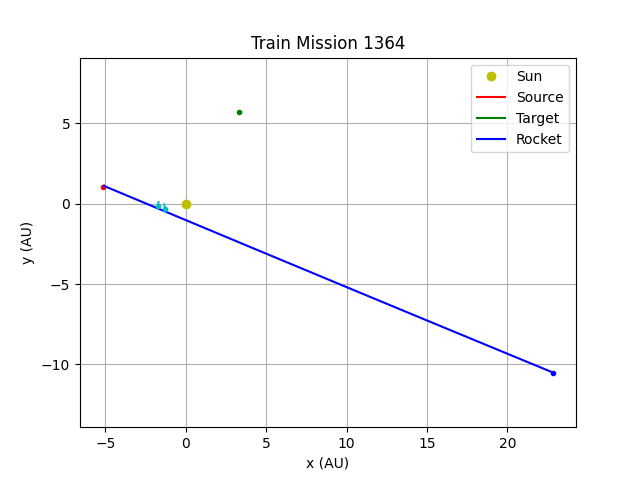 Train Mission 1364
Sun
Source
Target
Rocket
y (AU)
5
0
−5
−10
−5 0 5 10 15 20
x (AU)